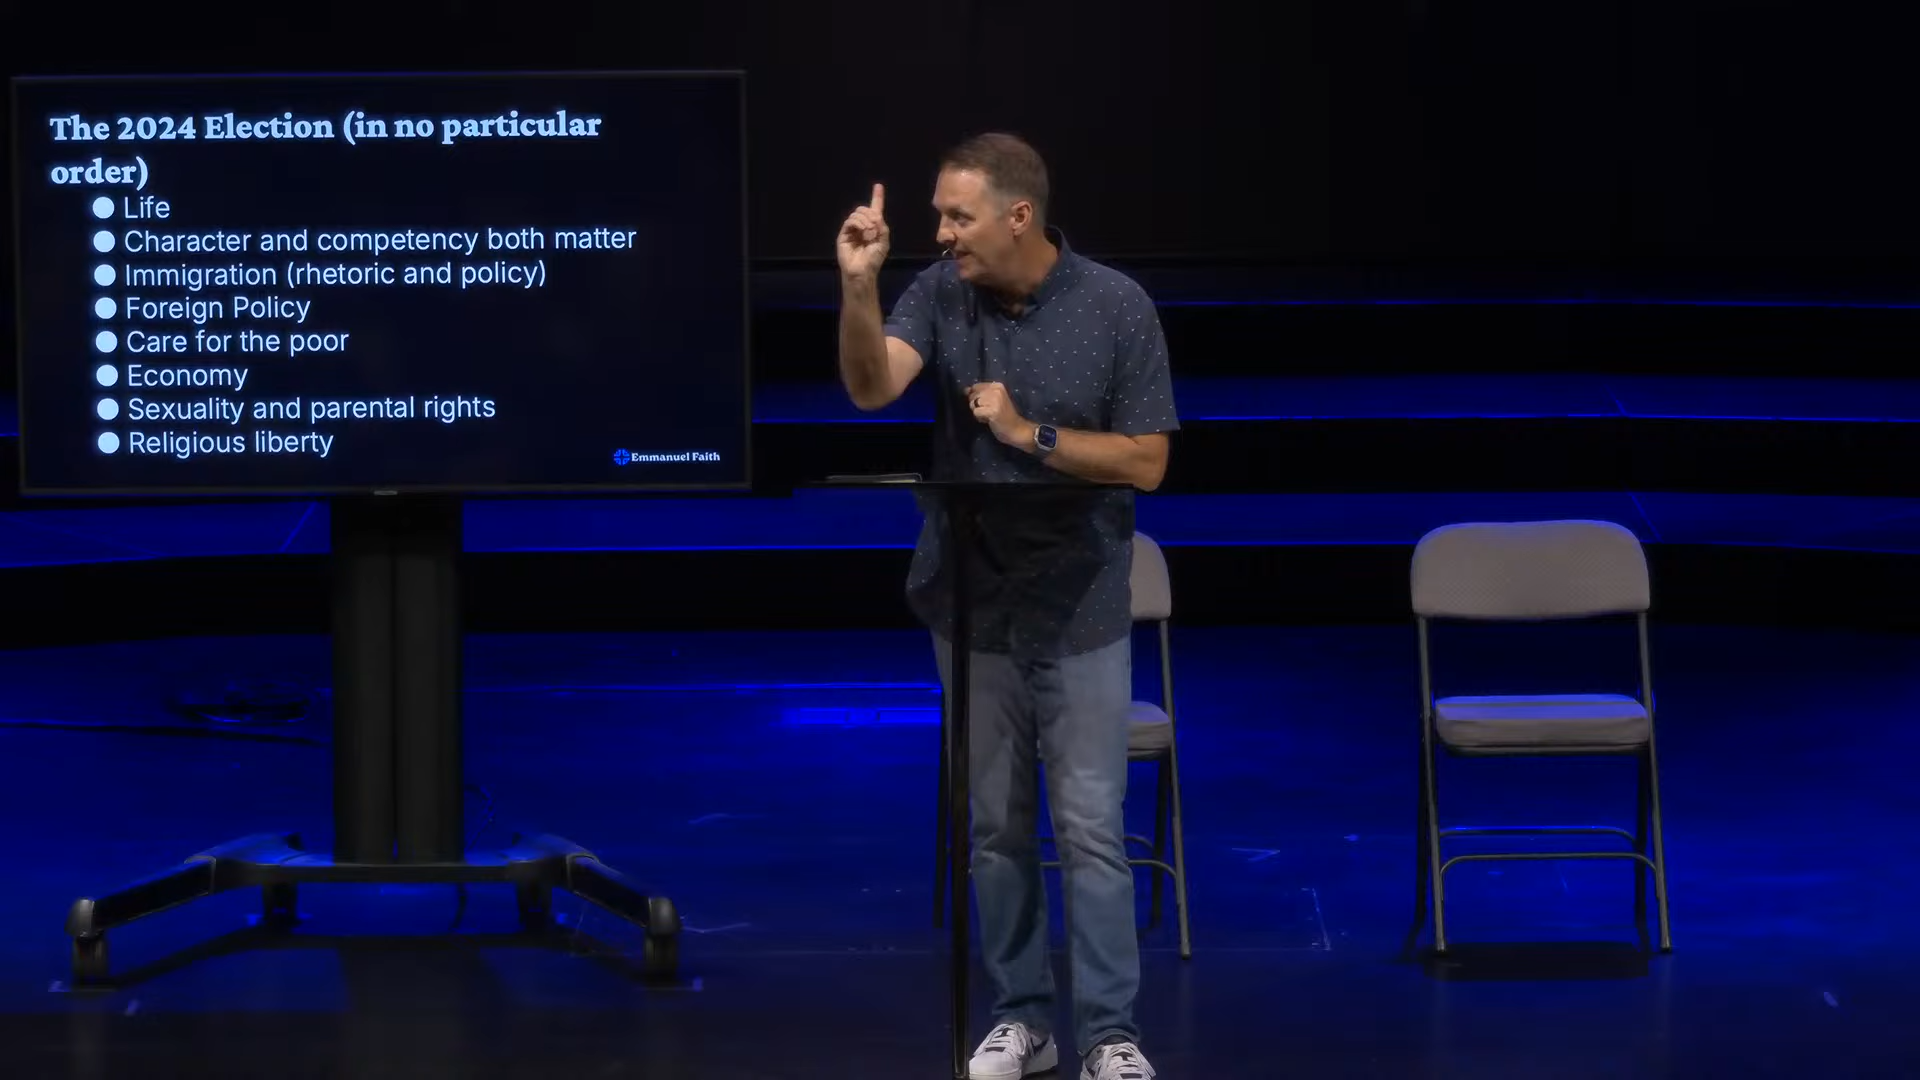 The 2024 Election (in no particular
order)
● Life
● Character and competency both matter
● Immigration (rhetoric and policy)
● Foreign Policy
● Care for the poor
● Economy
● Sexuality and parental rights
● Religious liberty
Emmanuel Faith